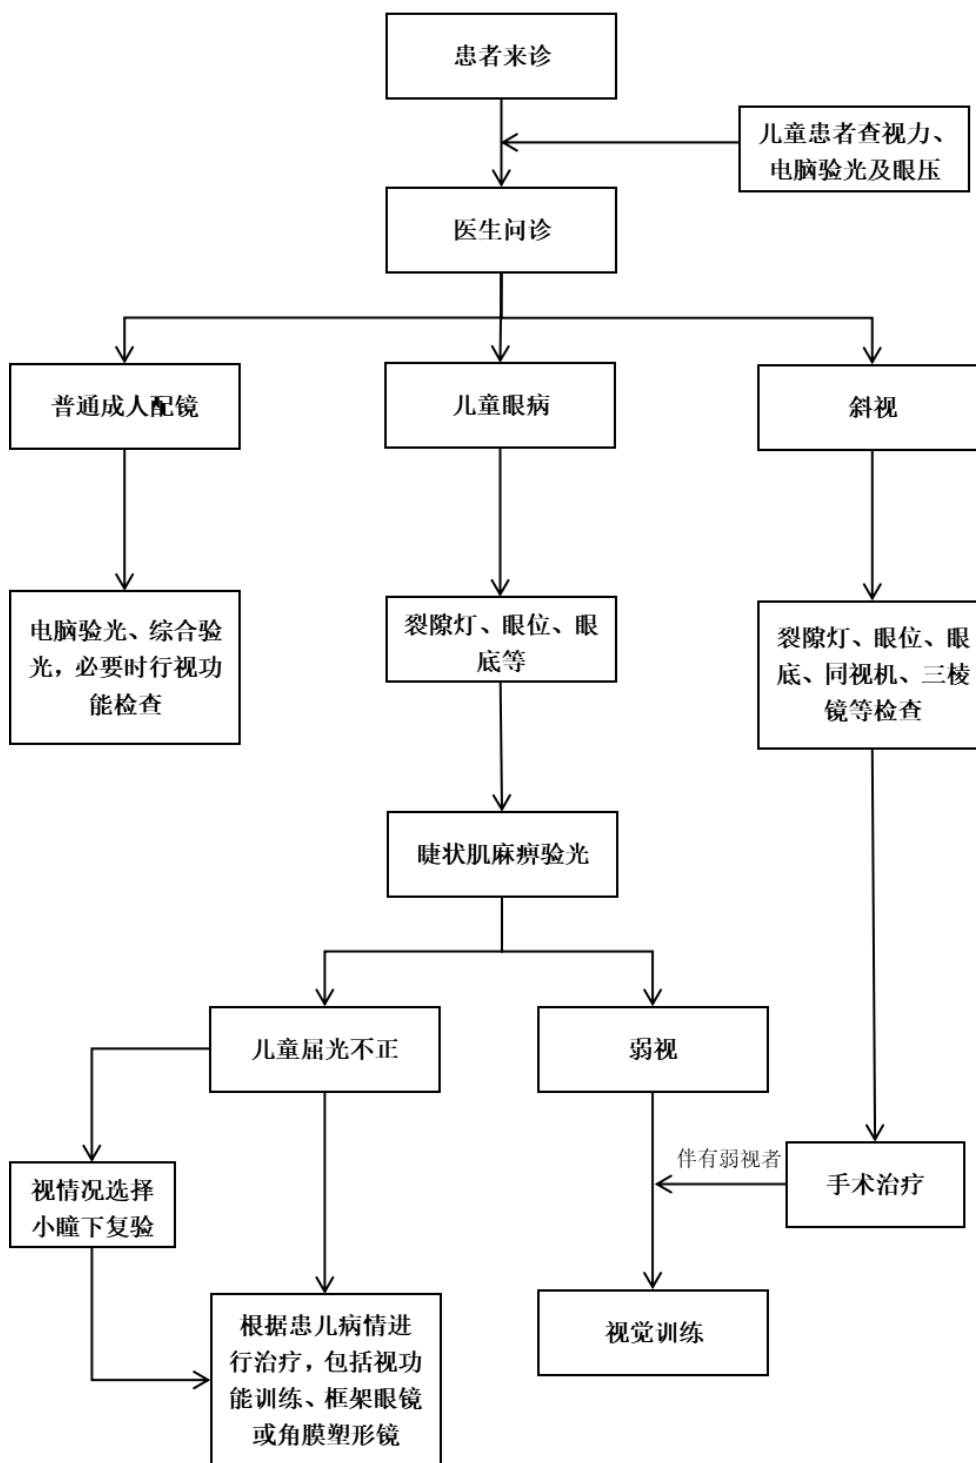 患者来诊
儿童患者查视力、
电脑验光及眼压
医生问诊
普通成人配镜
儿童眼病
斜视
电脑验光、综合验
光，必要时行视功
能检查
裂隙灯、眼位、眼
底等
裂隙灯、眼位、眼
底、同视机、三棱
镜等检查
睫状肌麻痹验光
儿童屈光不正
弱视
视情况选择
小瞳下复验
伴有弱视者
手术治疗
根据患儿病情进
行治疗，包括视功
能训练、框架眼镜
或角膜塑形镜
视觉训练